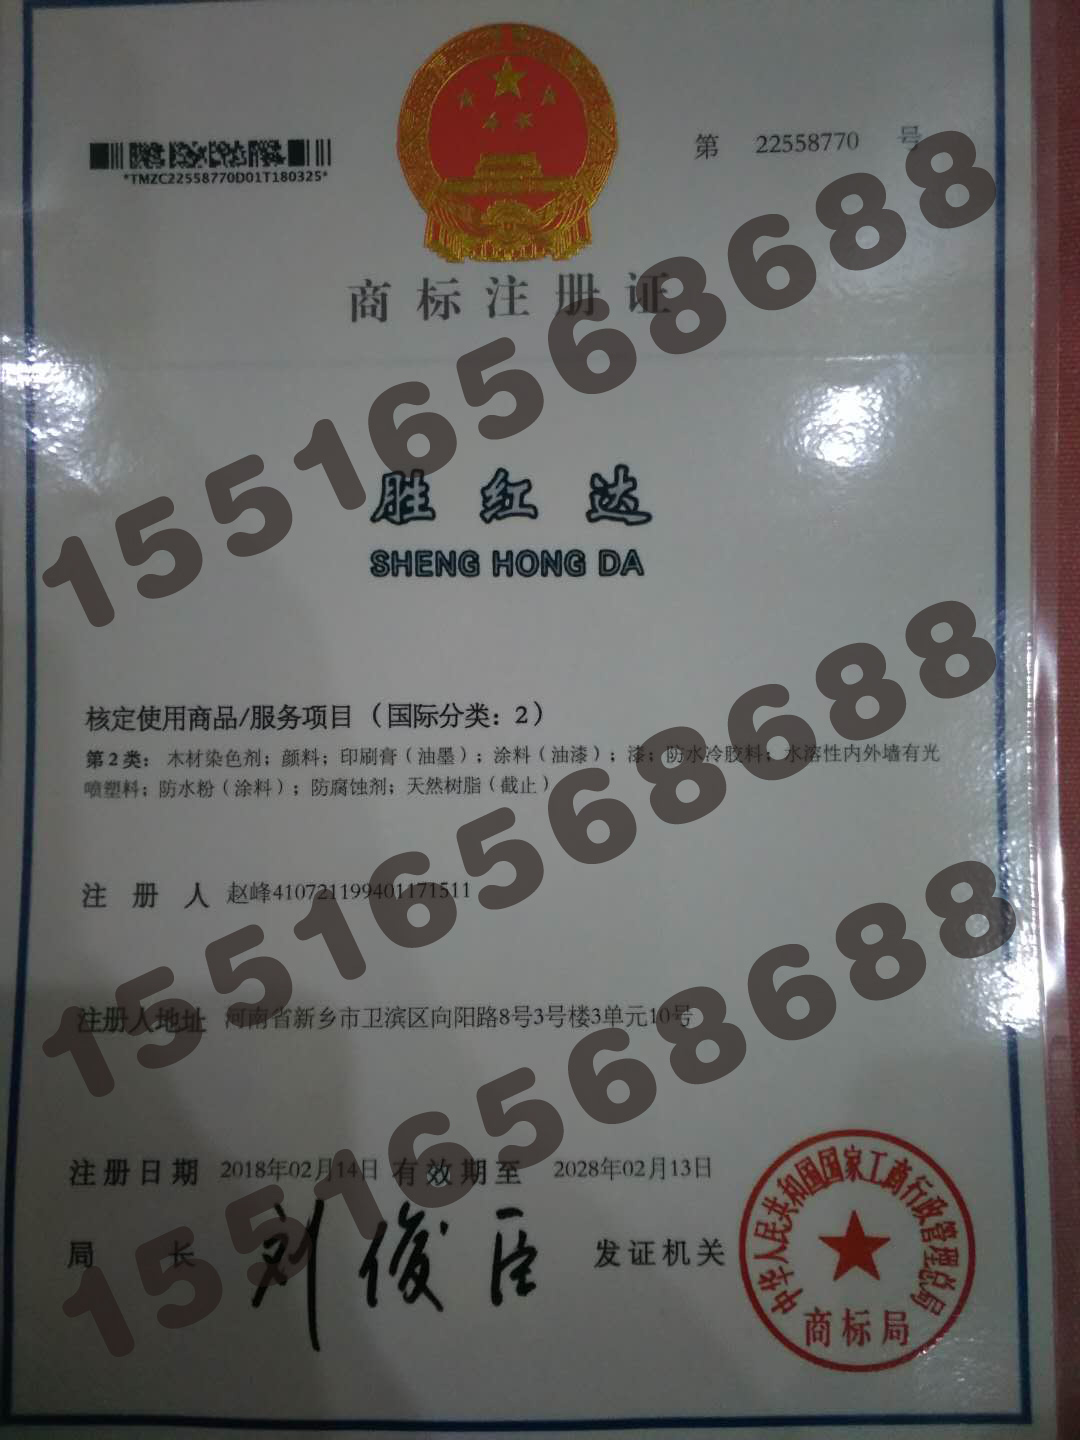 *TMZC22558770D01T180325*
第 22558770 号
商标注册证
胜红达
SHENG HONG DA
核定使用商品/服务项目（国际分类：2）
第2类：木材染色剂；颜料；印刷膏（油墨）；涂料（油漆）；漆；防水冷胶料；水溶性内外墙有光
喷塑料；防水粉（涂料）；防腐蚀剂；天然树脂（截止）
注册人 赵峰410721199401171511
注册人地址 河南省新乡市卫滨区向阳路8号3号楼3单元10号
注册日期 2018年02月14日 有效期至 2028年02月13日
局长 刘俊臣 发证机关
中华人民共和国国家工商行政管理总局
商标局
15516568688
15516568688
15516568688